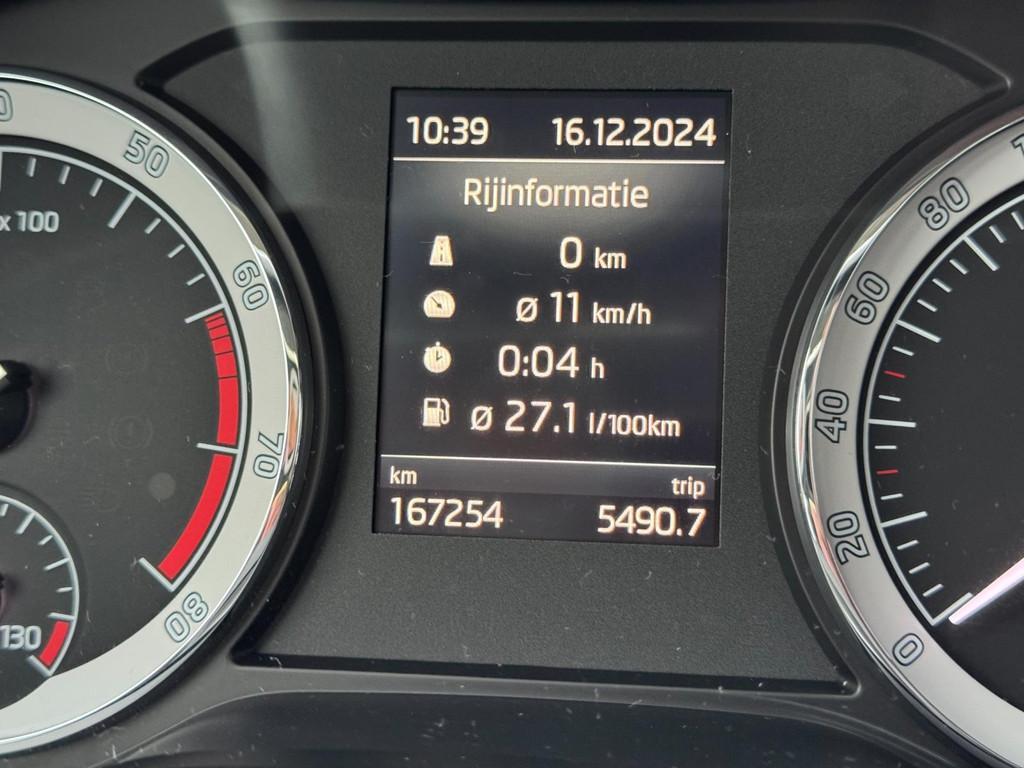 50
x 100
60
70
80
130
10:39 16.12.2024
Rijinformatie
0 km
ø 11 km/h
0:04 h
ø 27.1 l/100km
km trip
167254 5490.7
80
60
40
20
0